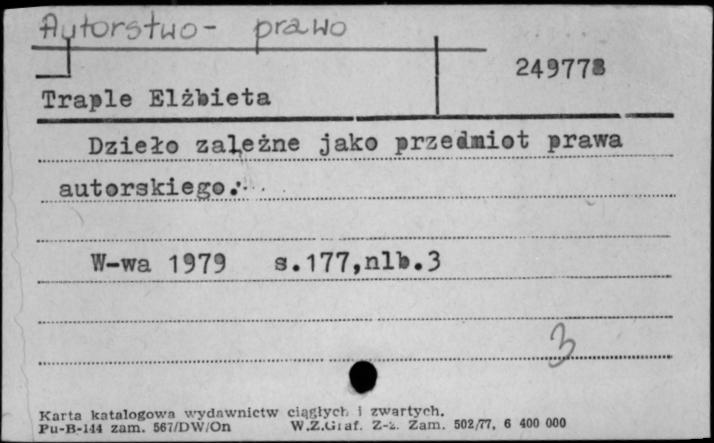 Autorstwo - prawo
249778
Traple Elżbieta
Dzieło zależne jako przedmiot prawa
autorskiego.
W-wa 1979 s.177,nlb.3
3
Karta katalogowa wydawnictw ciągłych i zwartych.
Pu-B-144 zam. 567/DW/On W.Z.Graf. Z-2. Zam. 502/77. 6 400 000